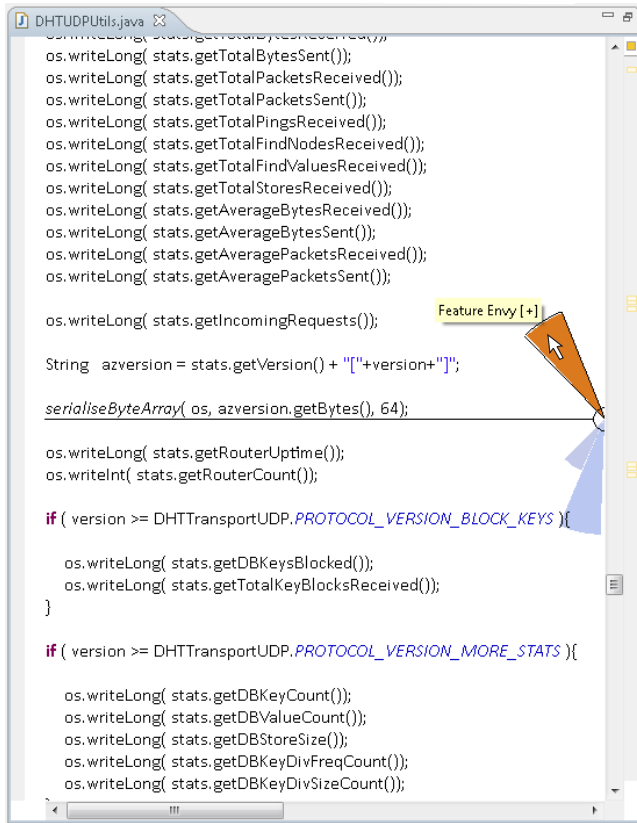 DHTUDPUtils.java
os.writeLong( stats.getTotalBytesReceived());
os.writeLong( stats.getTotalBytesSent());
os.writeLong( stats.getTotalPacketsReceived());
os.writeLong( stats.getTotalPacketsSent());
os.writeLong( stats.getTotalPingsReceived());
os.writeLong( stats.getTotalFindNodesReceived());
os.writeLong( stats.getTotalFindValuesReceived());
os.writeLong( stats.getTotalStoresReceived());
os.writeLong( stats.getAverageBytesReceived());
os.writeLong( stats.getAverageBytesSent());
os.writeLong( stats.getAveragePacketsReceived());
os.writeLong( stats.getAveragePacketsSent());
Feature Envy [+]
os.writeLong( stats.getIncomingRequests());
String azversion = stats.getVersion() + "["+version+"]";
serialiseByteArray( os, azversion.getBytes(), 64);
os.writeLong( stats.getRouterUptime());
os.writeInt( stats.getRouterCount());
if ( version >= DHTTransportUDP.PROTOCOL_VERSION_BLOCK_KEYS ){
os.writeLong( stats.getDBKeysBlocked());
os.writeLong( stats.getTotalKeyBlocksReceived());
}
if ( version >= DHTTransportUDP.PROTOCOL_VERSION_MORE_STATS ){
os.writeLong( stats.getDBKeyCount());
os.writeLong( stats.getDBValueCount());
os.writeLong( stats.getDBStoreSize());
os.writeLong( stats.getDBKeyDivFreqCount());
os.writeLong( stats.getDBKeyDivSizeCount());